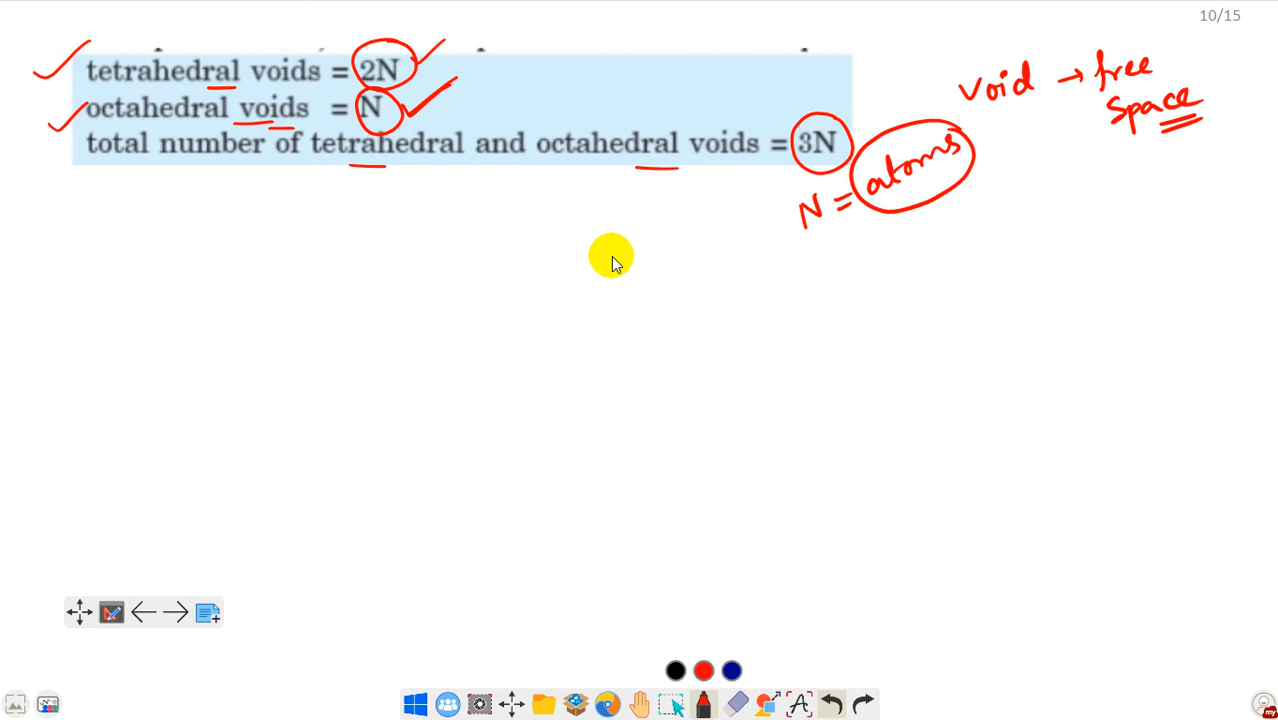 10/15
tetrahedral voids = 2N
octahedral voids = N
total number of tetrahedral and octahedral voids = 3N
void → free
space
N = atoms
my